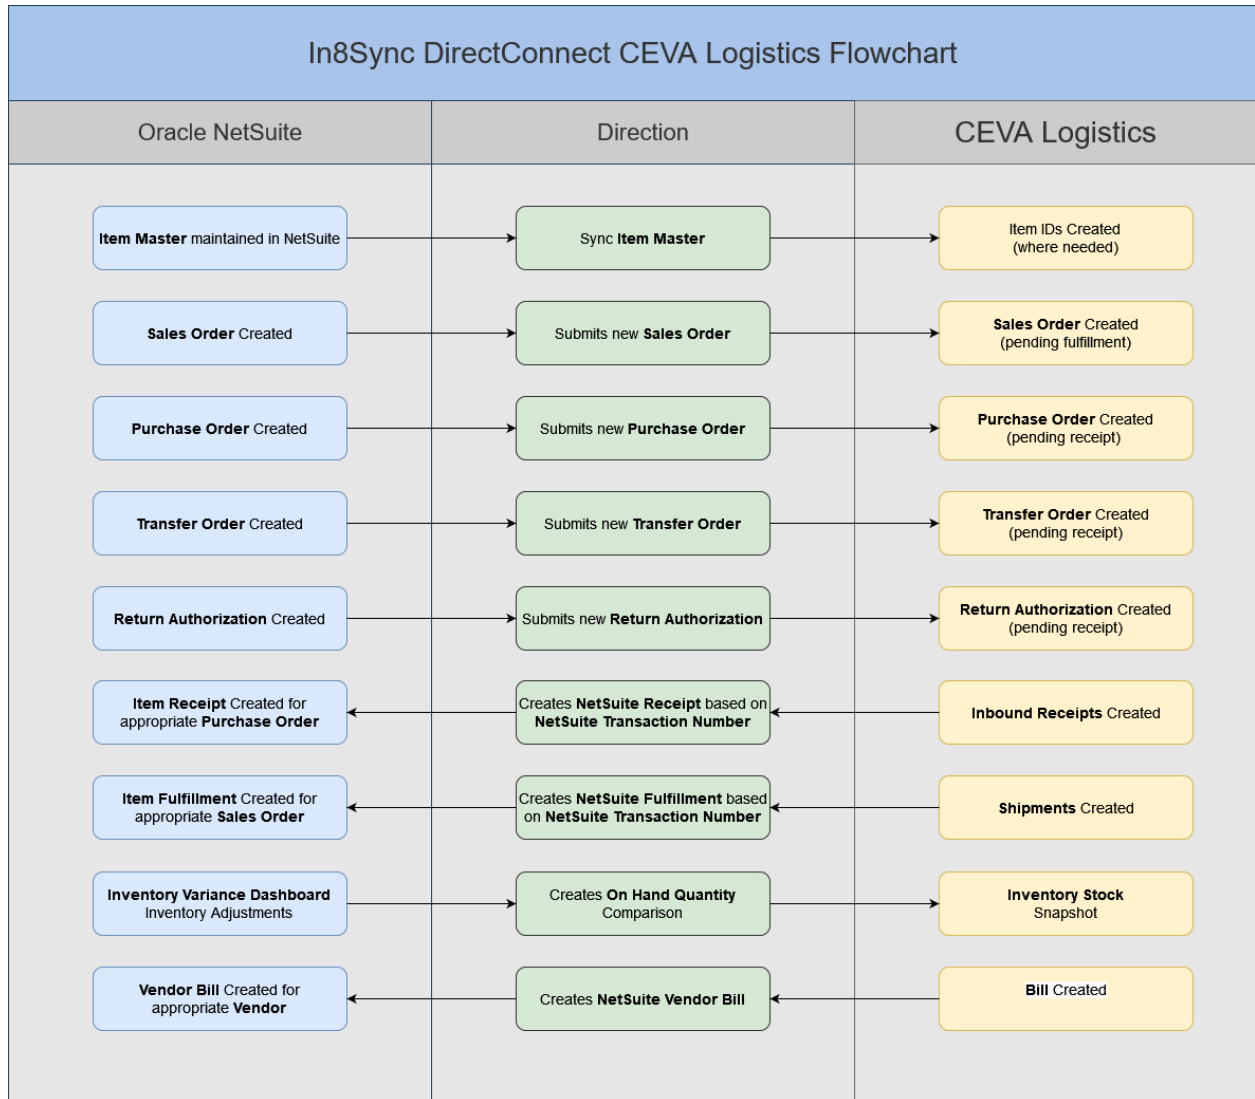 In8Sync DirectConnect CEVA Logistics Flowchart
Oracle NetSuite
Direction
CEVA Logistics
Item Master maintained in NetSuite
Sync Item Master
Item IDs Created
(where needed)
Sales Order Created
Submits new Sales Order
Sales Order Created
(pending fulfillment)
Purchase Order Created
Submits new Purchase Order
Purchase Order Created
(pending receipt)
Transfer Order Created
Submits new Transfer Order
Transfer Order Created
(pending receipt)
Return Authorization Created
Submits new Return Authorization
Return Authorization Created
(pending receipt)
Item Receipt Created for
appropriate Purchase Order
Creates NetSuite Receipt based on
NetSuite Transaction Number
Inbound Receipts Created
Item Fulfillment Created for
appropriate Sales Order
Creates NetSuite Fulfillment based
on NetSuite Transaction Number
Shipments Created
Inventory Variance Dashboard
Inventory Adjustments
Creates On Hand Quantity
Comparison
Inventory Stock
Snapshot
Vendor Bill Created for
appropriate Vendor
Creates NetSuite Vendor Bill
Bill Created